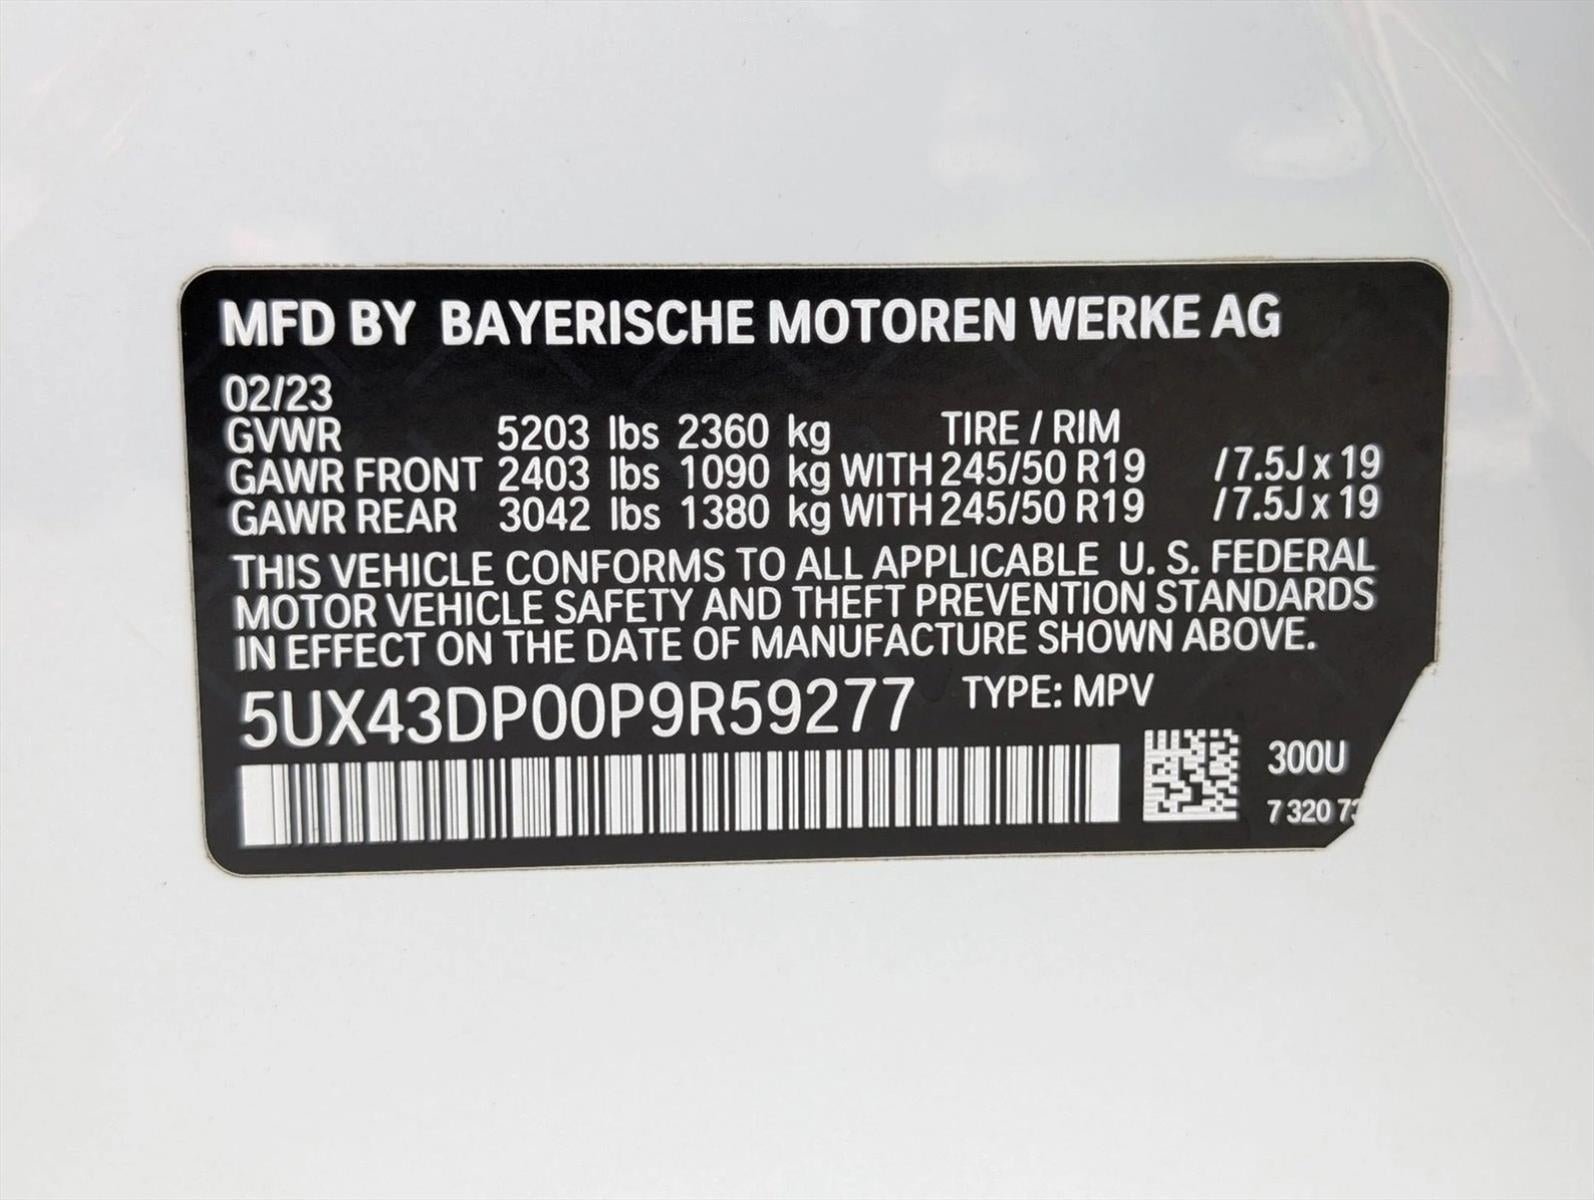 MFD BY BAYERISCHE MOTOREN WERKE AG
02/23
GVWR 5203 lbs 2360 kg TIRE / RIM
GAWR FRONT 2403 lbs 1090 kg WITH 245/50 R19 /7.5J x 19
GAWR REAR 3042 lbs 1380 kg WITH 245/50 R19 /7.5J x 19
THIS VEHICLE CONFORMS TO ALL APPLICABLE U. S. FEDERAL
MOTOR VEHICLE SAFETY AND THEFT PREVENTION STANDARDS
IN EFFECT ON THE DATE OF MANUFACTURE SHOWN ABOVE.
5UX43DP00P9R59277 TYPE: MPV
300U
7 320